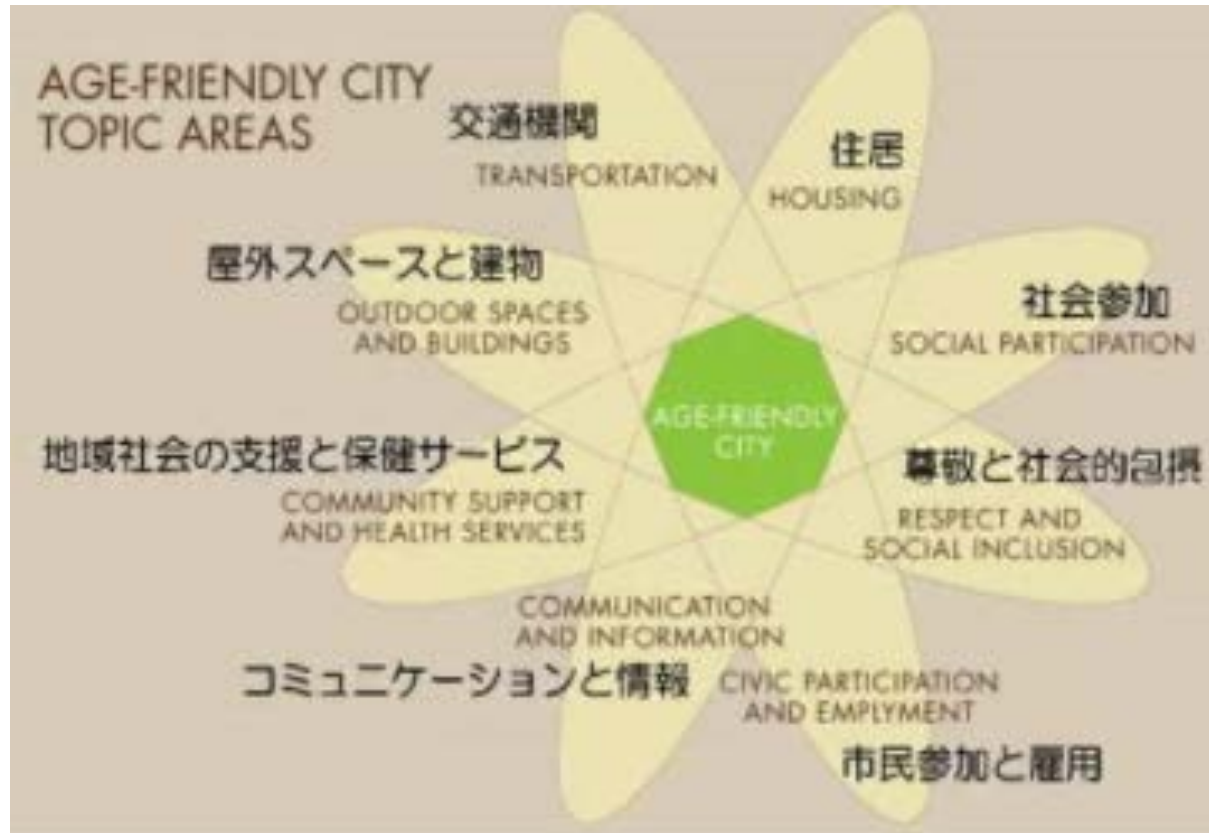 AGE-FRIENDLY CITY
TOPIC AREAS
交通機関
TRANSPORTATION
住居
HOUSING
屋外スペースと建物
OUTDOOR SPACES
AND BUILDINGS
社会参加
SOCIAL PARTICIPATION
AGE-FRIENDLY
CITY
地域社会の支援と保健サービス
COMMUNITY SUPPORT
AND HEALTH SERVICES
尊敬と社会的包摂
RESPECT AND
SOCIAL INCLUSION
COMMUNICATION
AND INFORMATION
コミュニケーションと情報
CIVIC PARTICIPATION
AND EMPLYMENT
市民参加と雇用